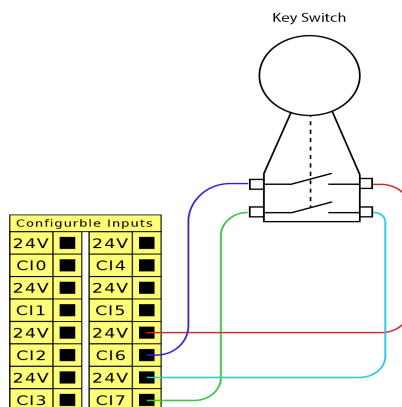 Key Switch
Configurble Inputs
24V 24V
CI0 CI4
24V 24V
CI1 CI5
24V 24V
CI2 CI6
24V 24V
CI3 CI7